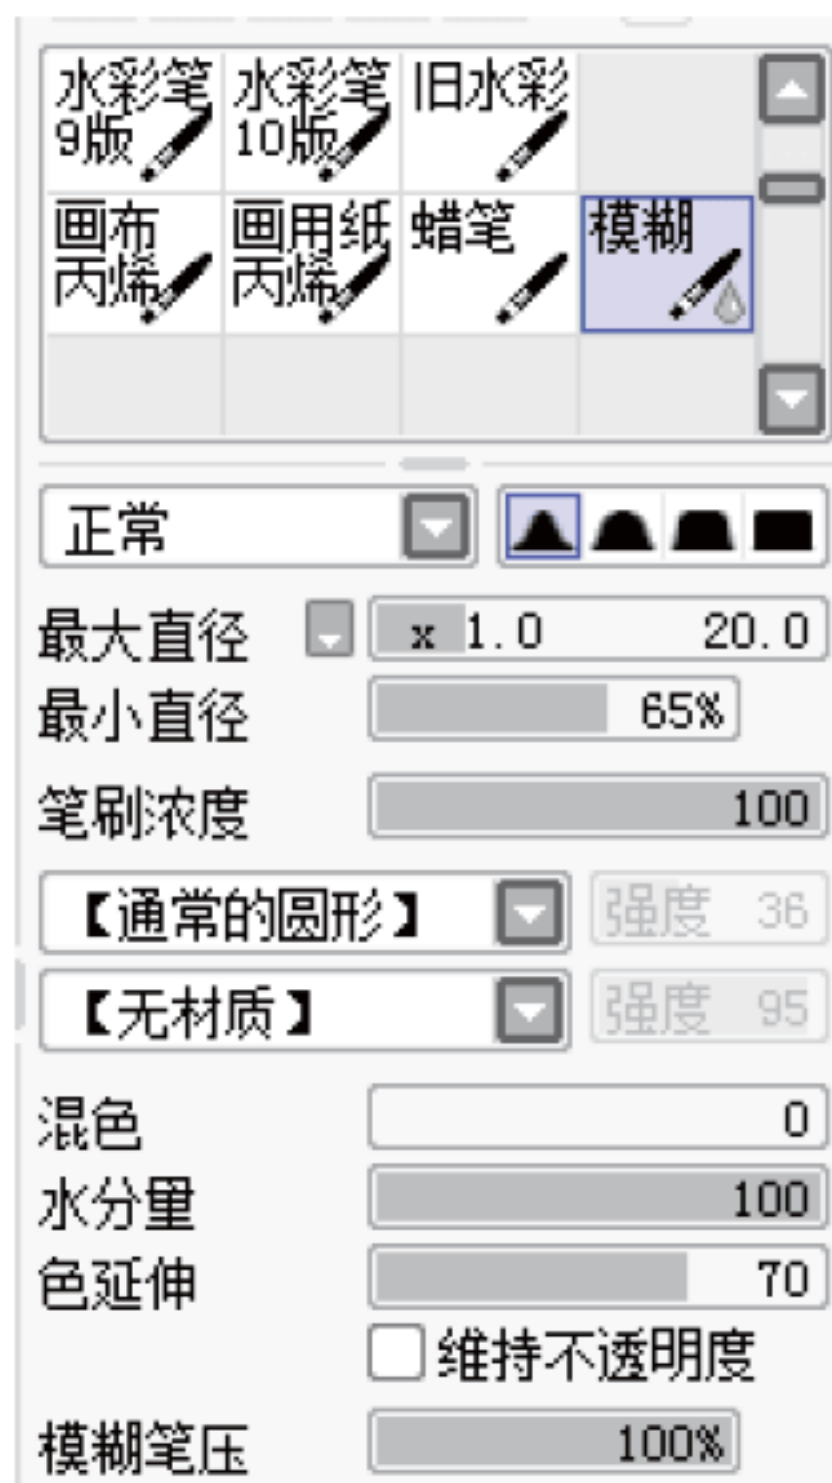 水彩笔 水彩笔 旧水彩
9版 10版
画布 画用纸 蜡笔 模糊
丙烯 丙烯
正常
最大直径 x 1.0 20.0
最小直径 65%
笔刷浓度 100
【通常的圆形】 强度 36
【无材质】 强度 95
混色 0
水分量 100
色延伸 70
维持不透明度
模糊笔压 100%